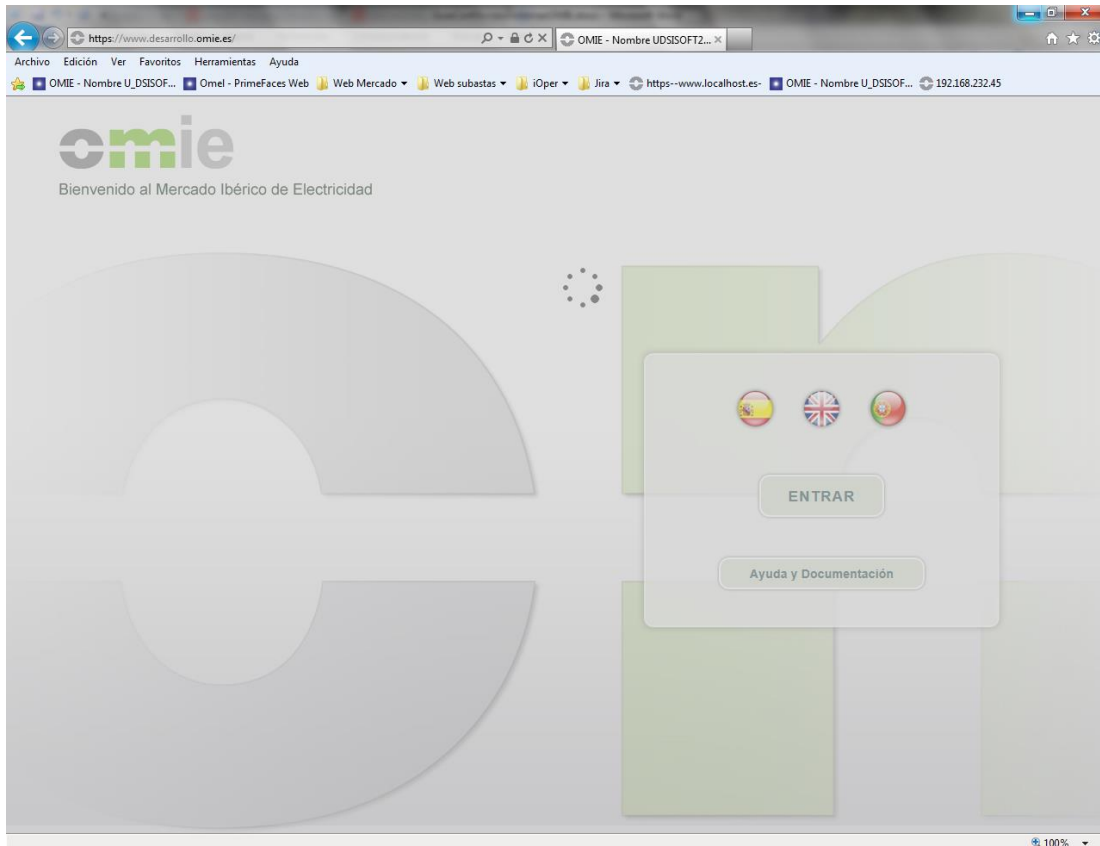 https://www.desarrollo.omie.es/
OMIE - Nombre UDSISOFT2...
Archivo Edición Ver Favoritos Herramientas Ayuda
OMIE - Nombre U_DSISOF... Omel - PrimeFaces Web Web Mercado Web subastas iOper Jira https--www.localhost.es- OMIE - Nombre U_DSISOF... 192.168.232.45
omie
Bienvenido al Mercado Ibérico de Electricidad
ENTRAR
Ayuda y Documentación
100%